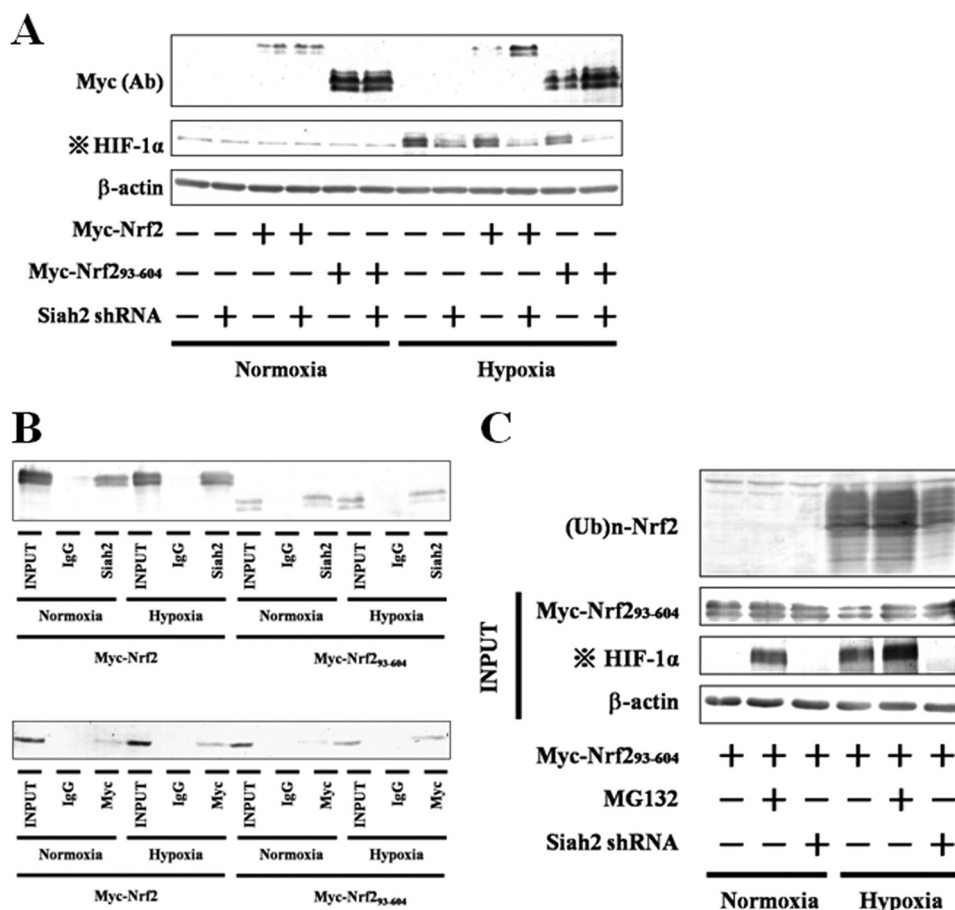 A
Myc (Ab)
※ HIF-1α
β-actin
Myc-Nrf2 − − + + − − − − + + − −
Myc-Nrf293-604 − − − − + + − − − − + +
Siah2 shRNA − + − + − + − + − + − +
Normoxia Hypoxia
B
INPUT IgG Siah2 INPUT IgG Siah2 INPUT IgG Siah2 INPUT IgG Siah2
Normoxia Hypoxia Normoxia Hypoxia
Myc-Nrf2 Myc-Nrf293-604
INPUT IgG Myc INPUT IgG Myc INPUT IgG Myc INPUT IgG Myc
Normoxia Hypoxia Normoxia Hypoxia
Myc-Nrf2 Myc-Nrf293-604
C
(Ub)n-Nrf2
INPUT
Myc-Nrf293-604
※ HIF-1α
β-actin
Myc-Nrf293-604 + + + + + +
MG132 − + − − + −
Siah2 shRNA − − + − − +
Normoxia Hypoxia